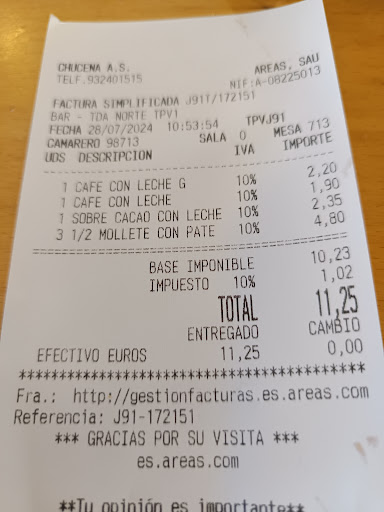 CHUCENA A.S. AREAS, SAU
TELF.932401515 NIF:A-08225013
FACTURA SIMPLIFICADA J91T/172151
BAR - TDA NORTE TPV1 TPVJ91
FECHA 28/07/2024 10:53:54 MESA 713
CAMARERO 98713 SALA 0 IMPORTE
UDS DESCRIPCION IVA
1 CAFE CON LECHE G 10% 2,20
1 CAFE CON LECHE 10% 1,90
1 SOBRE CACAO CON LECHE 10% 2,35
3 1/2 MOLLETE CON PATE 10% 4,80
BASE IMPONIBLE 10,23
IMPUESTO 10% 1,02
TOTAL 11,25
ENTREGADO CAMBIO
EFECTIVO EUROS 11,25 0,00
******************************************
Fra.: http://gestionfacturas.es.areas.com
Referencia: J91-172151
*** GRACIAS POR SU VISITA ***
es.areas.com
**Tu opinión es importante**